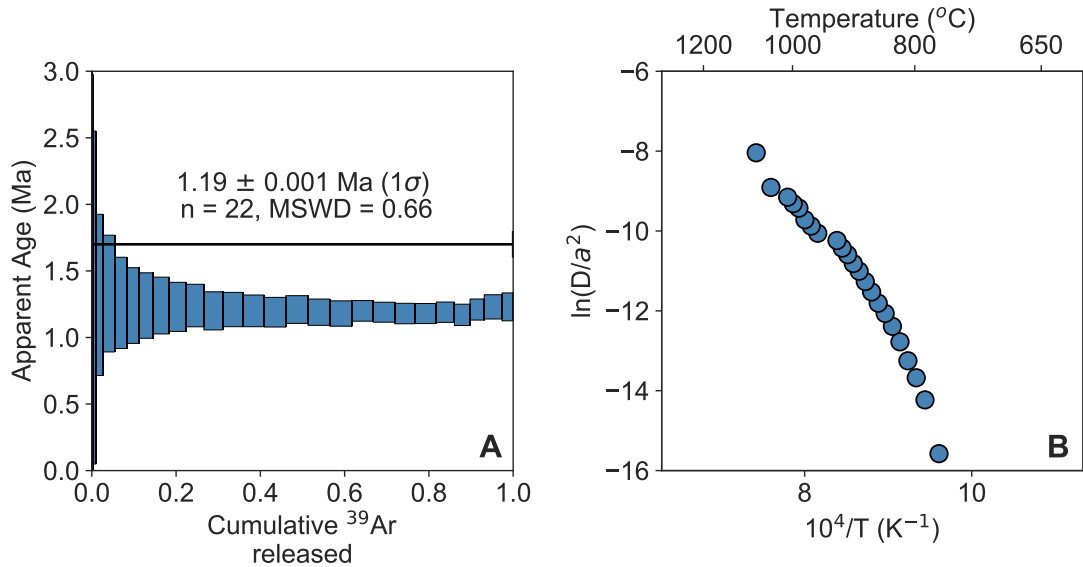 3.0
2.5
2.0
1.5
1.0
0.5
0.0
Apparent Age (Ma)
1.19 ± 0.001 Ma (1σ)
n = 22, MSWD = 0.66
A
0.0 0.2 0.4 0.6 0.8 1.0
Cumulative ³⁹Ar
released
Temperature (°C)
1200 1000 800 650
−6
−8
−10
−12
−14
−16
ln(D/a²)
B
8 10
10⁴/T (K⁻¹)